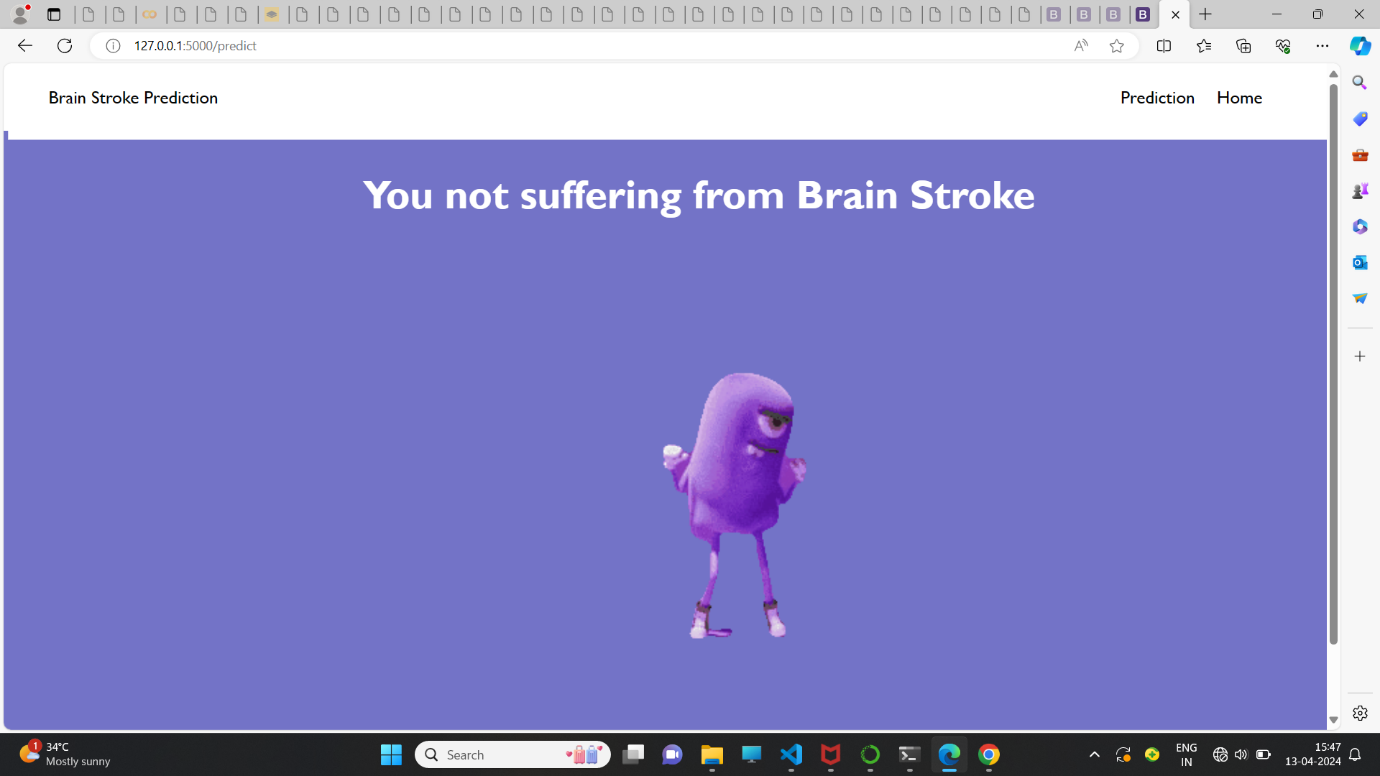 127.0.0.1:5000/predict
Brain Stroke Prediction
Prediction Home
You not suffering from Brain Stroke
1
34°C
Mostly sunny
Search
ENG
IN
15:47
13-04-2024